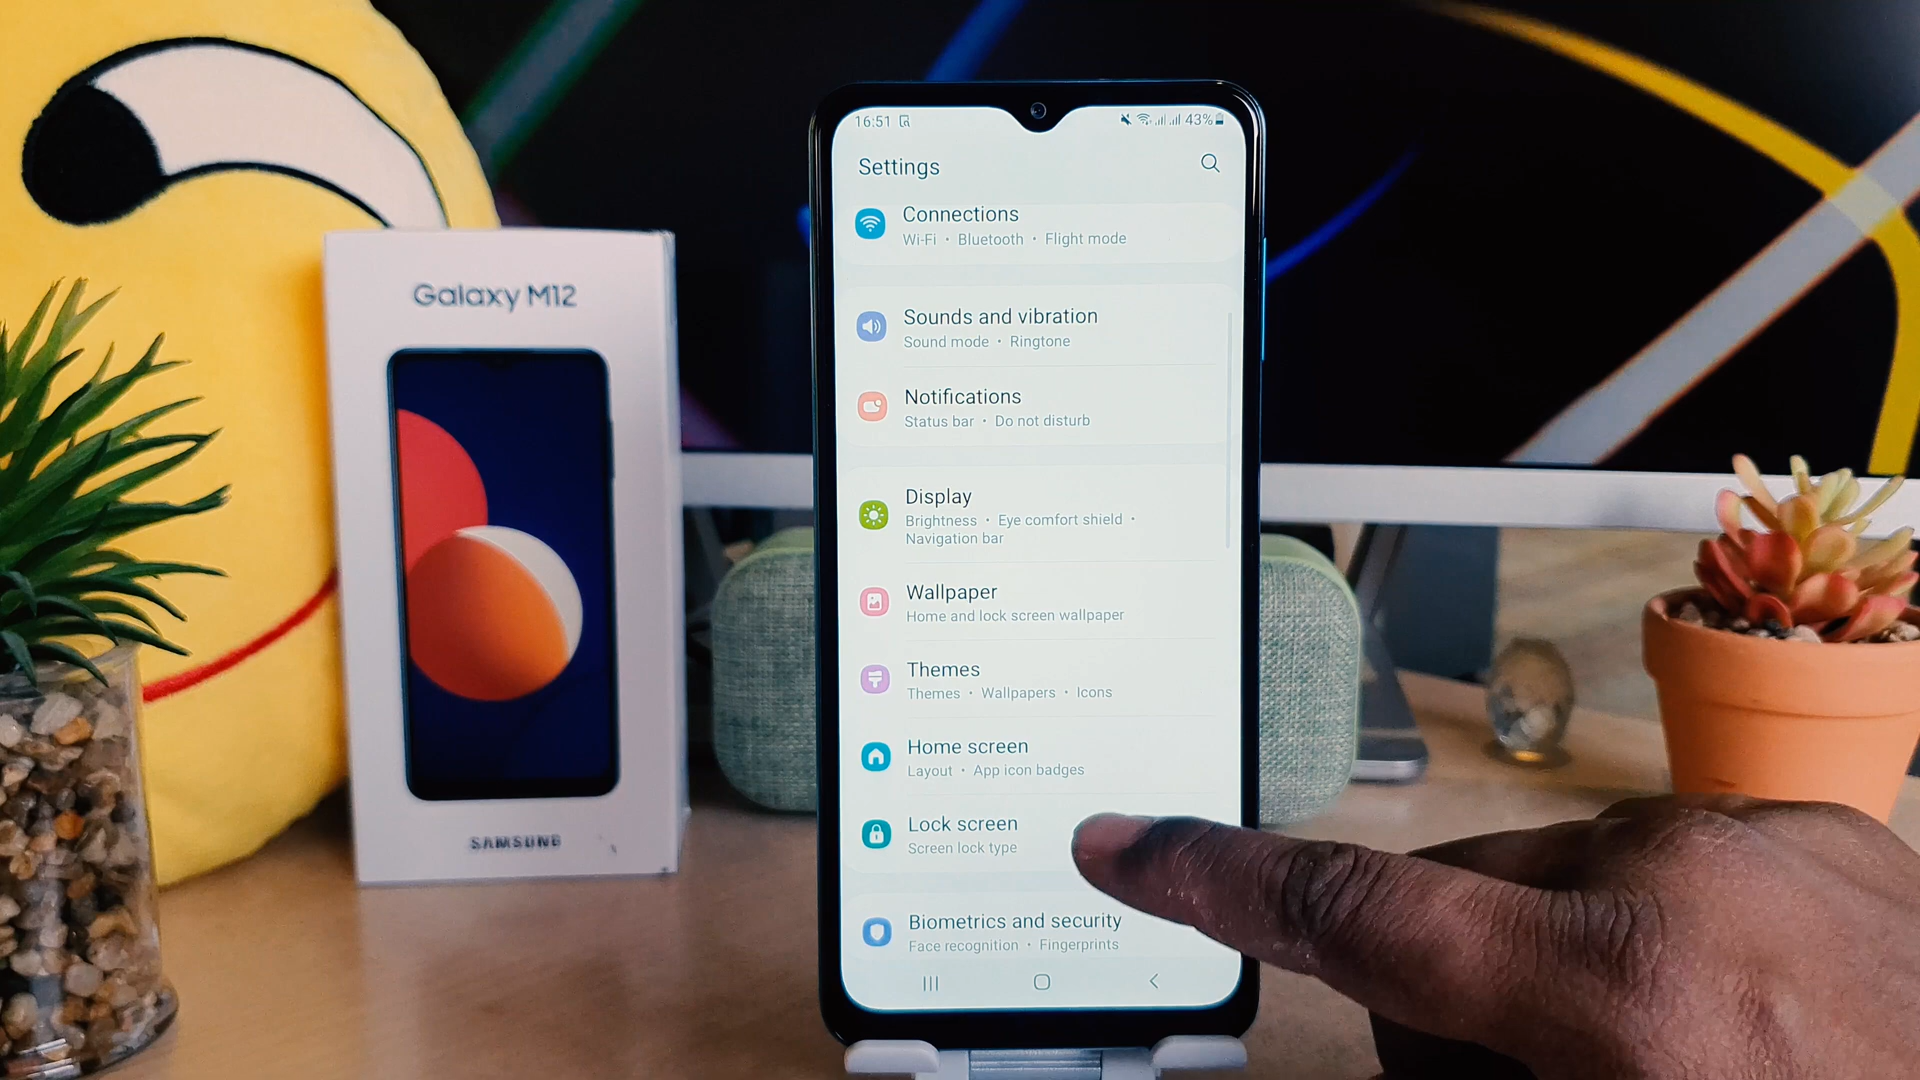 Galaxy M12
SAMSUNG
16:51 43%
Settings
Connections
Wi-Fi • Bluetooth • Flight mode
Sounds and vibration
Sound mode • Ringtone
Notifications
Status bar • Do not disturb
Display
Brightness • Eye comfort shield •
Navigation bar
Wallpaper
Home and lock screen wallpaper
Themes
Themes • Wallpapers • Icons
Home screen
Layout • App icon badges
Lock screen
Screen lock type
Biometrics and security
Face recognition • Fingerprints